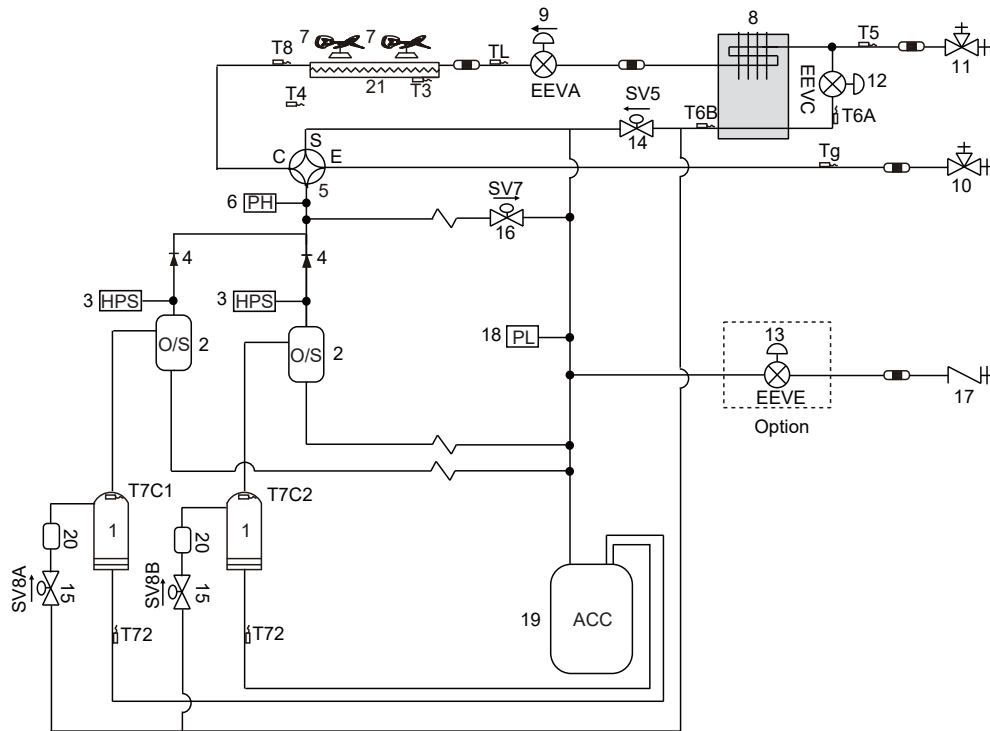 7
7
9
8
T8
TL
T5
11
EEVA
EEVC
12
21
T3
T4
SV5
T6B
T6A
14
S
C
E
5
Tg
10
6
PH
SV7
16
4
4
3
HPS
3
HPS
18
PL
13
O/S
2
O/S
2
EEVE
17
Option
T7C1
T7C2
20
1
20
1
SV8A
15
SV8B
15
19
ACC
T72
T72